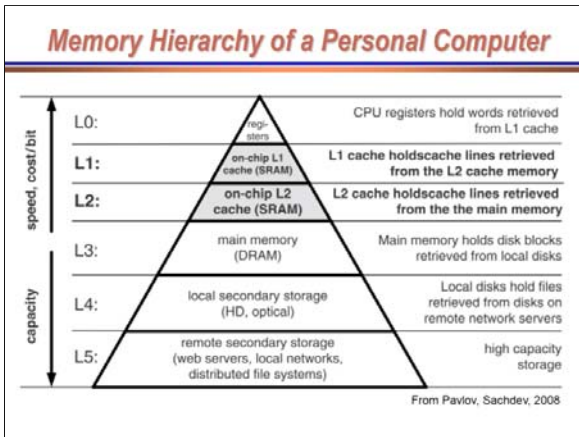 Memory Hierarchy of a Personal Computer
speed, cost/bit
capacity
L0:
regi-
sters
CPU registers hold words retrieved
from L1 cache
L1:
on-chip L1
cache (SRAM)
L1 cache holdscache lines retrieved
from the L2 cache memory
L2:
on-chip L2
cache (SRAM)
L2 cache holdscache lines retrieved
from the the main memory
L3:
main memory
(DRAM)
Main memory holds disk blocks
retrieved from local disks
L4:
local secondary storage
(HD, optical)
Local disks hold files
retrieved from disks on
remote network servers
L5:
remote secondary storage
(web servers, local networks,
distributed file systems)
high capacity
storage
From Pavlov, Sachdev, 2008